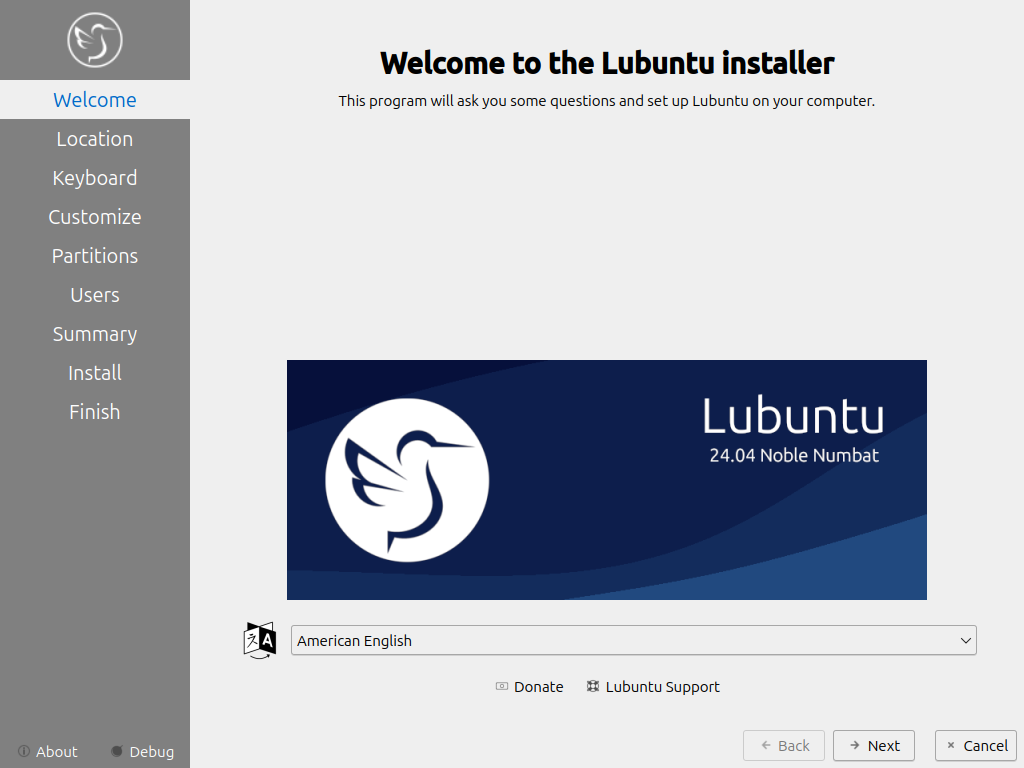 Welcome
Location
Keyboard
Customize
Partitions
Users
Summary
Install
Finish
About
Debug
Welcome to the Lubuntu installer
This program will ask you some questions and set up Lubuntu on your computer.
Lubuntu
24.04 Noble Numbat
American English
Donate
Lubuntu Support
Back
Next
Cancel